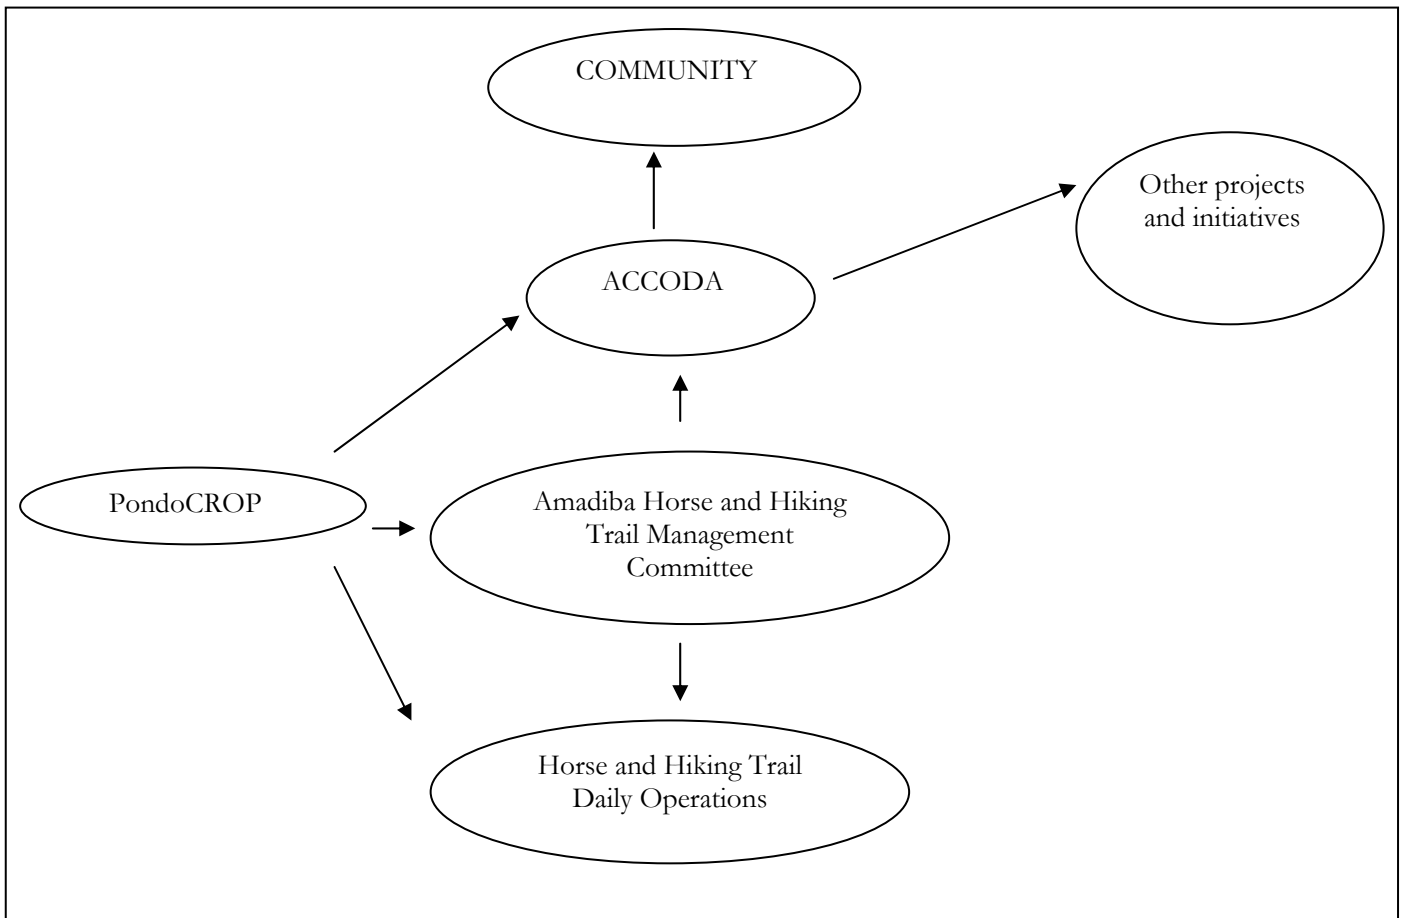 COMMUNITY
Other projects
and initiatives
ACCODA
PondoCROP
Amadiba Horse and Hiking
Trail Management
Committee
Horse and Hiking Trail
Daily Operations